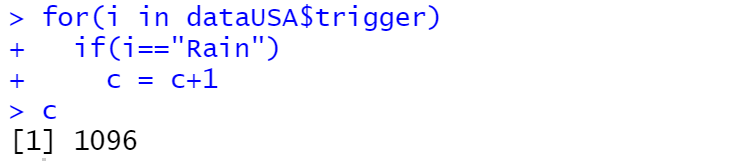 > for(i in dataUSA$trigger)
+   if(i=="Rain")
+     c = c+1
> c
[1] 1096